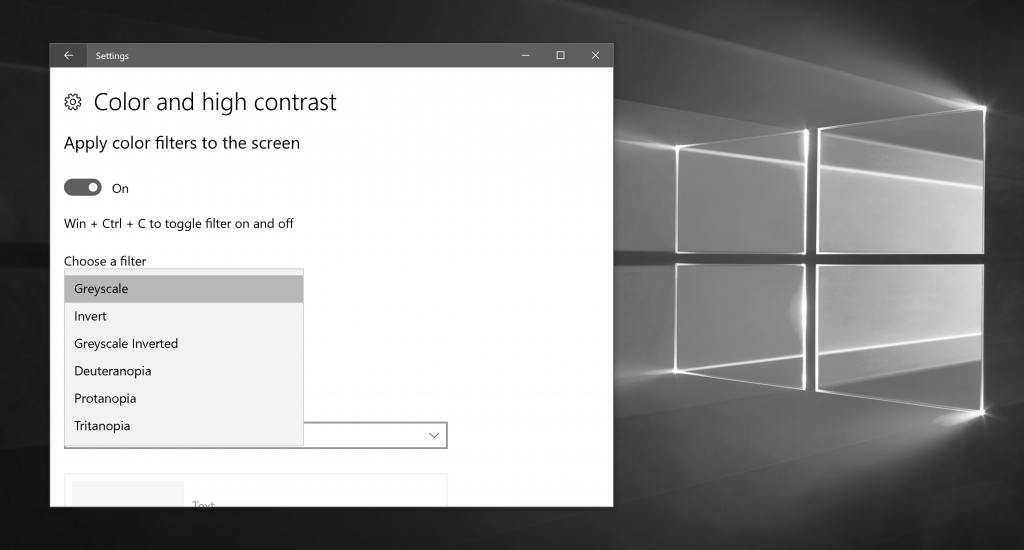 Settings
Color and high contrast
Apply color filters to the screen
On
Win + Ctrl + C to toggle filter on and off
Choose a filter
Greyscale
Invert
Greyscale Inverted
Deuteranopia
Protanopia
Tritanopia
Text